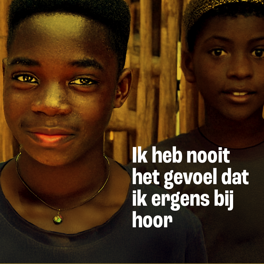 Ik heb nooit
het gevoel dat
ik ergens bij
hoor